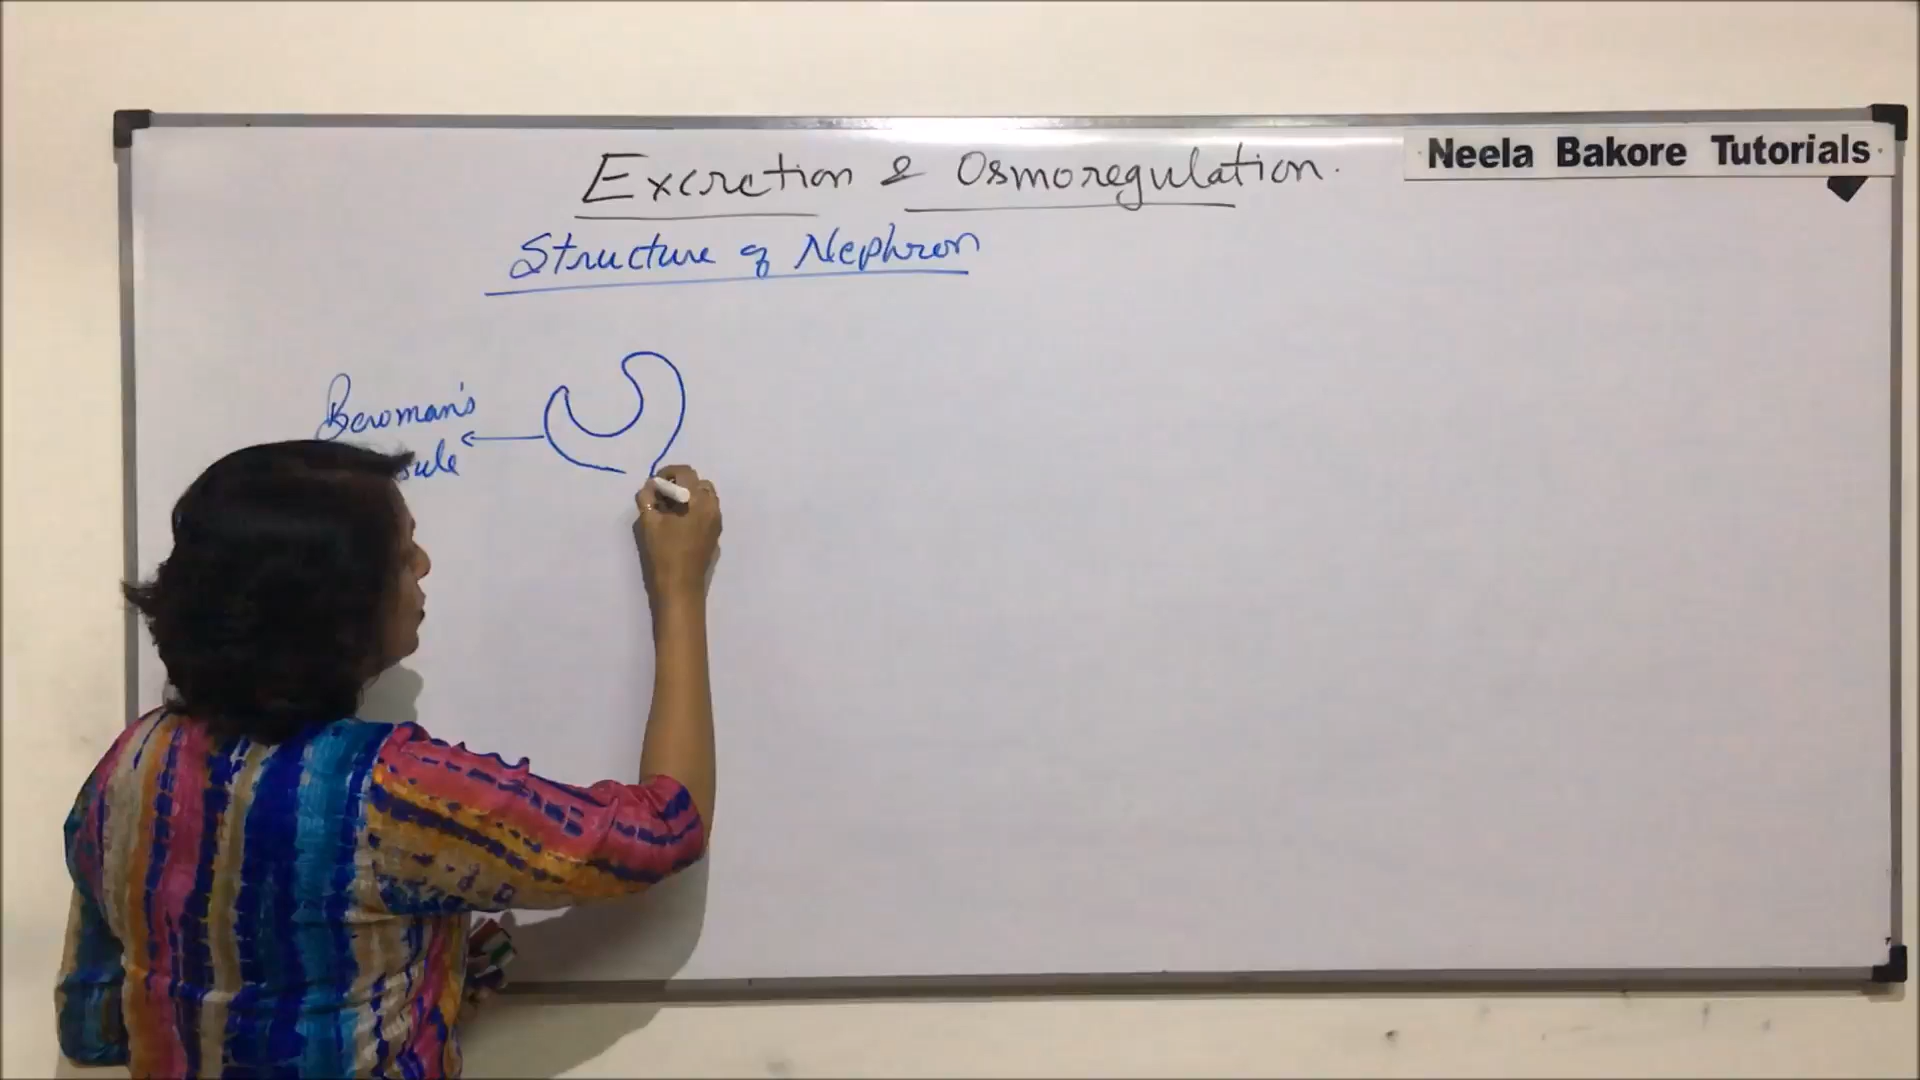 Neela Bakore Tutorials
Excretion & Osmoregulation.
Structure of Nephron
Bowman's